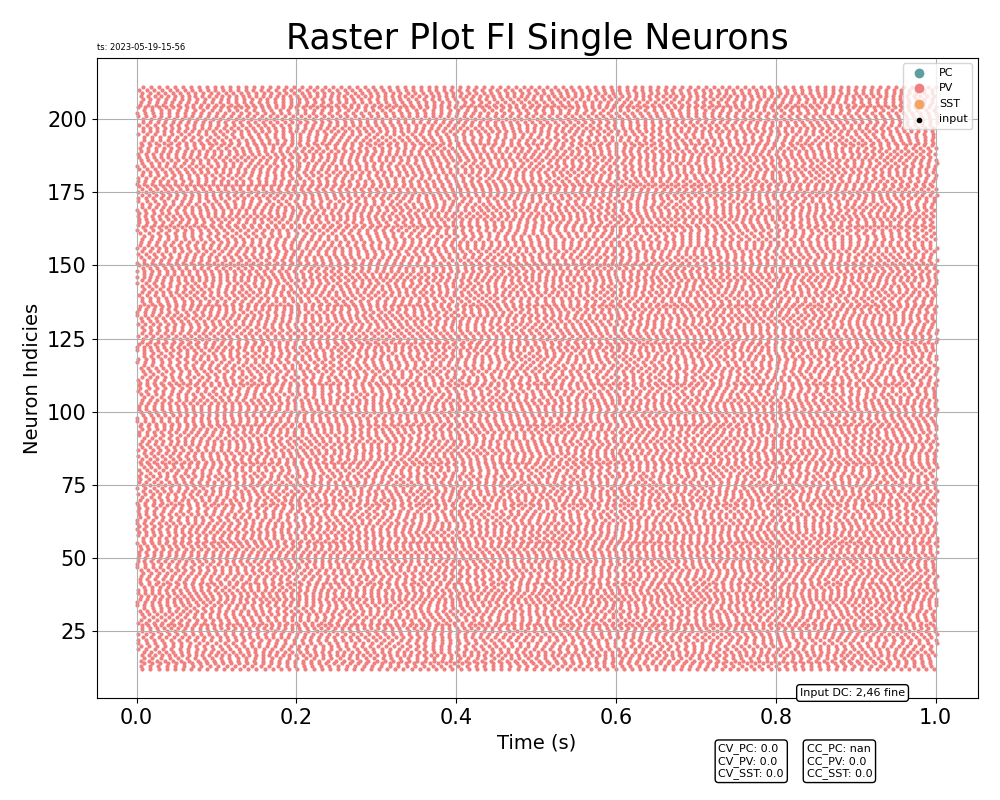 Raster Plot FI Single Neurons
ts: 2023-05-19-15-56
PC
PV
SST
input
200
175
150
125
100
75
50
25
Neuron Indicies
Input DC: 2,46 fine
0.0 0.2 0.4 0.6 0.8 1.0
Time (s)
CV_PC: 0.0
CV_PV: 0.0
CV_SST: 0.0
CC_PC: nan
CC_PV: 0.0
CC_SST: 0.0